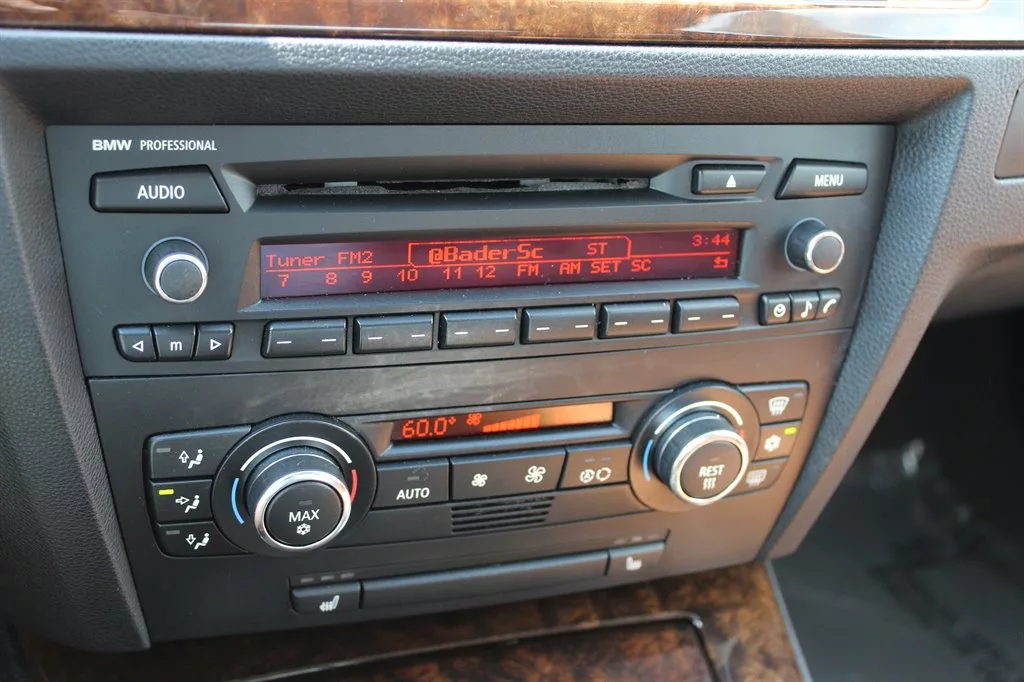 BMW PROFESSIONAL
AUDIO
MENU
Tuner FM2 @BaderSc ST 3:44
7 8 9 10 11 12 FM AM SET SC
m
60.0°
AUTO
MAX
REST